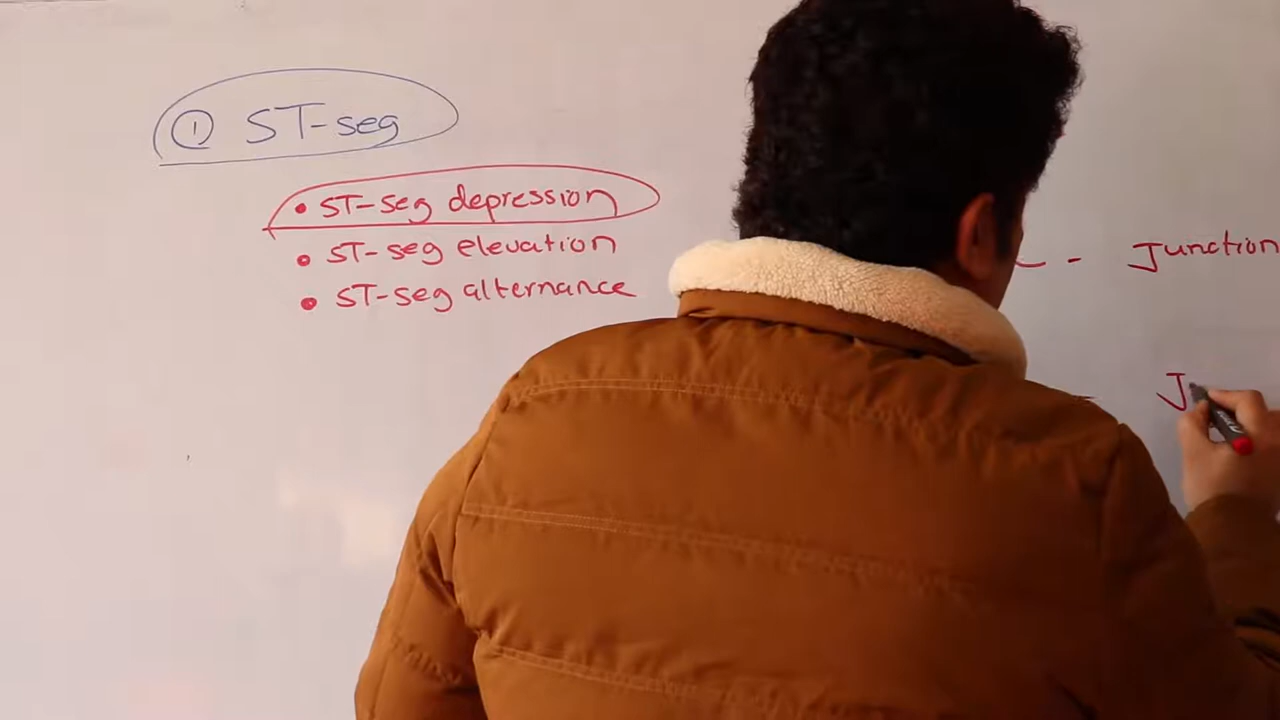 ① ST-seg
• ST-seg depression
• ST-seg elevation
• ST-seg alternance
- Junction
J